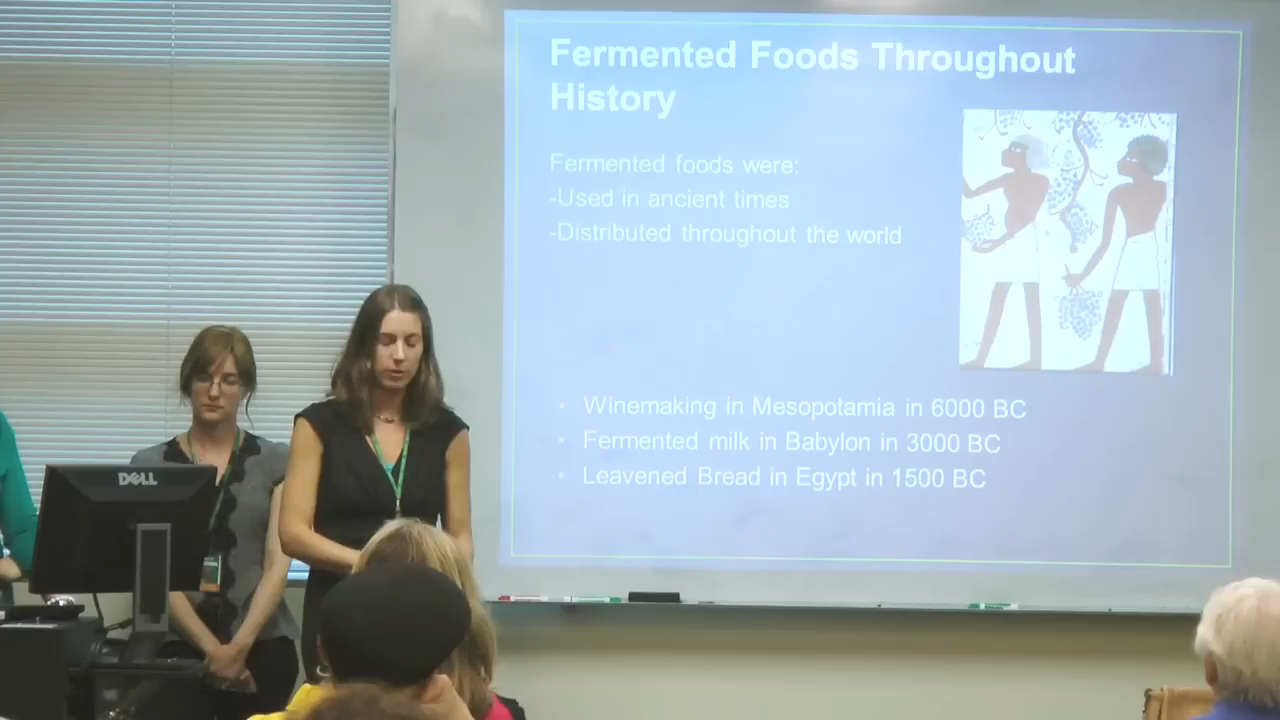 Fermented Foods Throughout
History
Fermented foods were:
-Used in ancient times
-Distributed throughout the world
• Winemaking in Mesopotamia in 6000 BC
• Fermented milk in Babylon in 3000 BC
• Leavened Bread in Egypt in 1500 BC
DELL